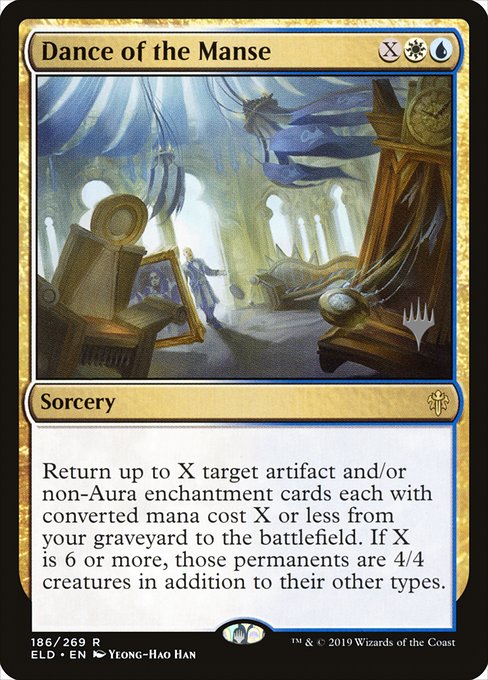 Dance of the Manse X
Sorcery
Return up to X target artifact and/or
non-Aura enchantment cards each with
converted mana cost X or less from
your graveyard to the battlefield. If X
is 6 or more, those permanents are 4/4
creatures in addition to their other types.
186/269 R
ELD • EN Yeong-Hao Han
™ & © 2019 Wizards of the Coast